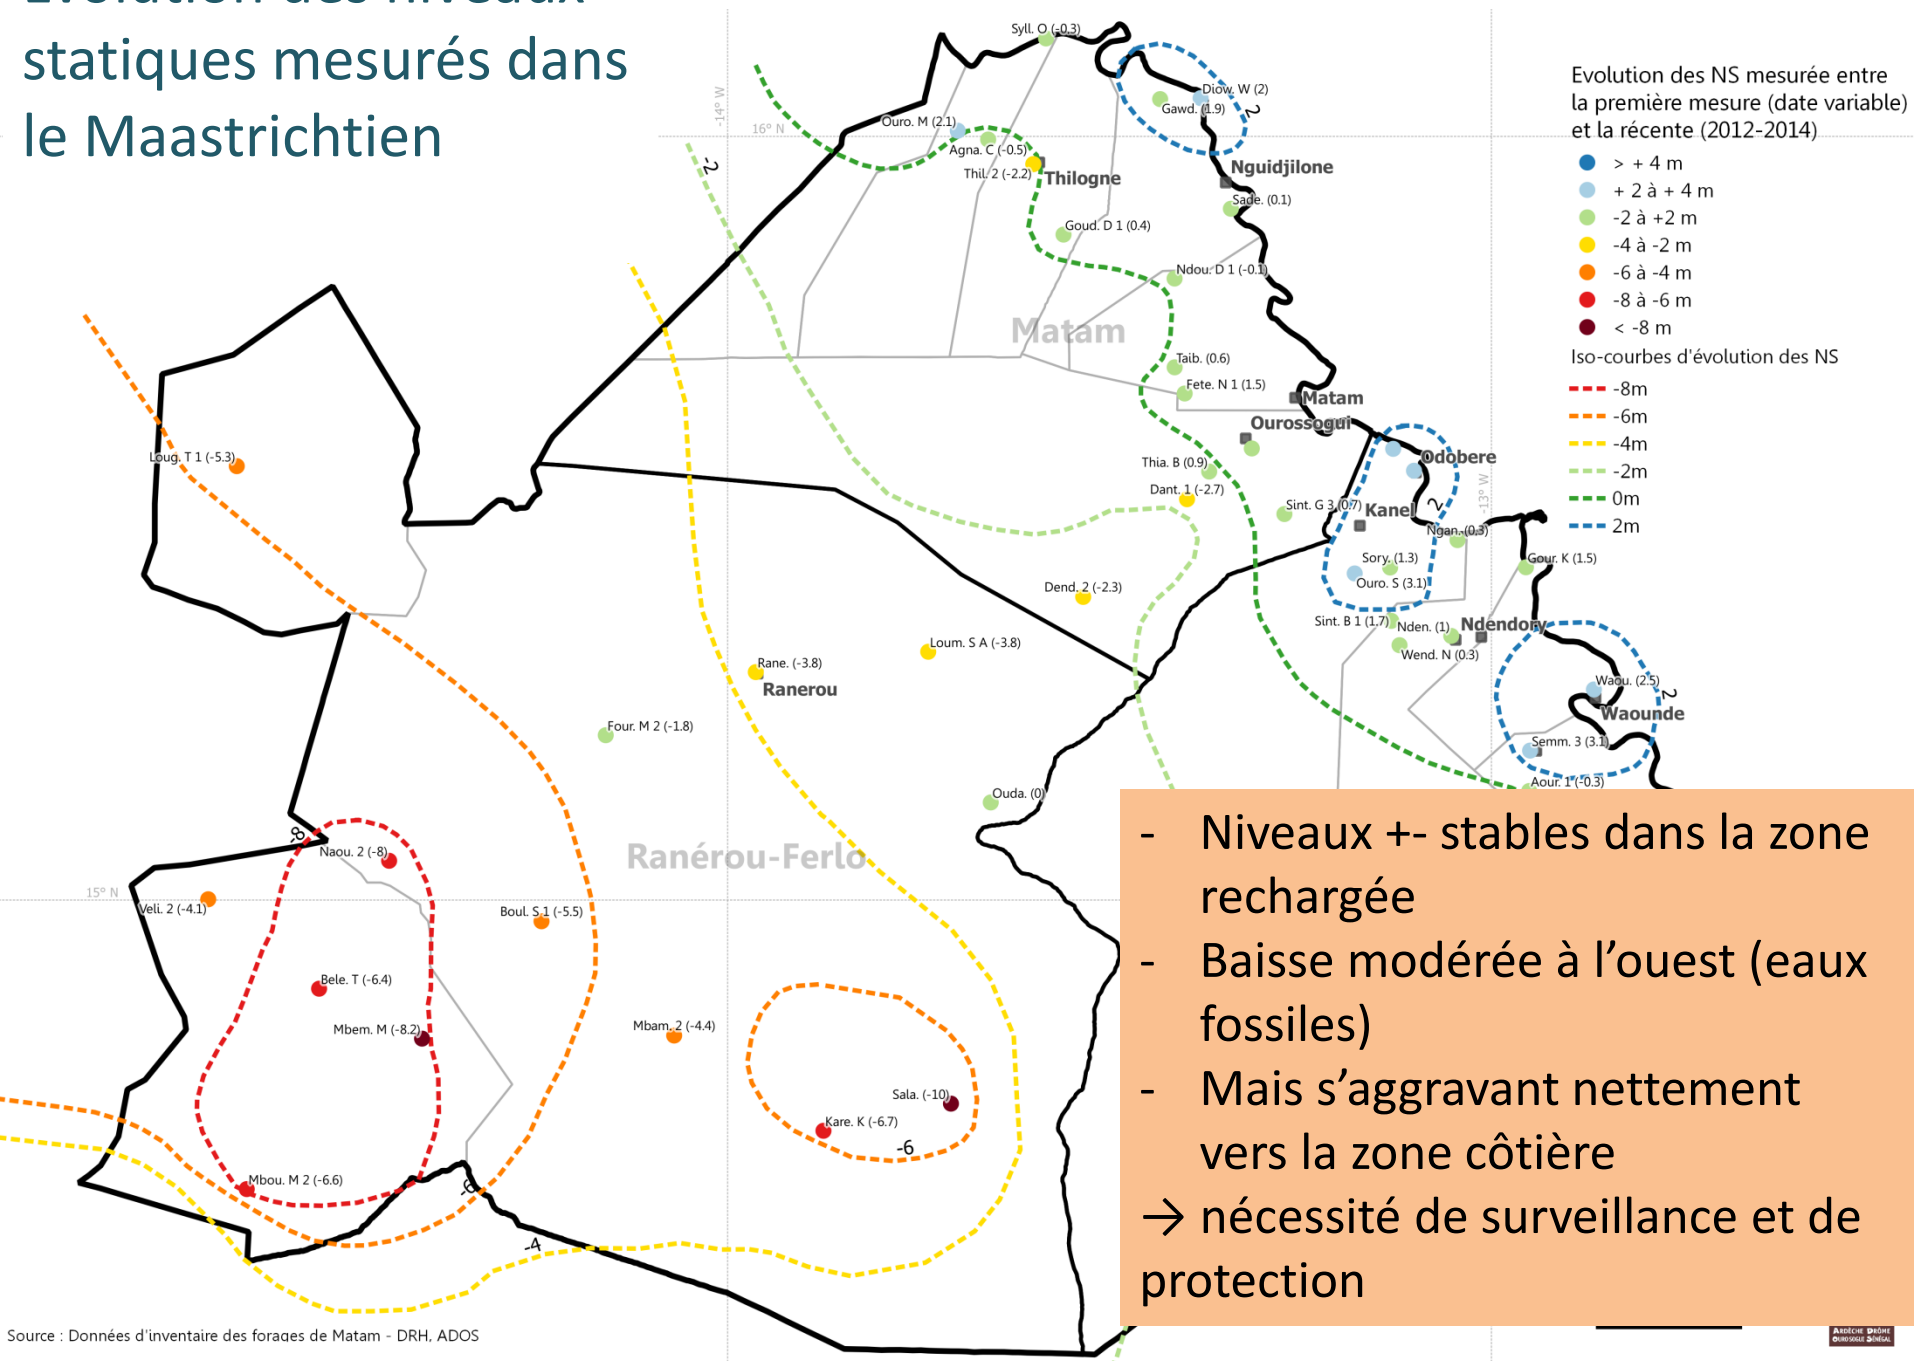 Evolution des niveaux
statiques mesurés dans
le Maastrichtien
Evolution des NS mesurée entre
la première mesure (date variable)
et la récente (2012-2014)
> + 4 m
+ 2 à + 4 m
-2 à +2 m
-4 à -2 m
-6 à -4 m
-8 à -6 m
< -8 m
Iso-courbes d'évolution des NS
-8m
-6m
-4m
-2m
0m
2m
-14° W
16° N
-13° W
15° N
Syll. O (-0.3)
Diow. W (2)
Gawd. (1.9)
2
Ouro. M (2.1)
Agna. C (-0.5)
Thil. 2 (-2.2)
Thilogne
Nguidjilone
Sade. (0.1)
Goud. D 1 (0.4)
Ndou. D 1 (-0.1)
-2
Matam
Taib. (0.6)
Fete. N 1 (1.5)
Matam
Ourossogui
Thia. B (0.9)
Dant. 1 (-2.7)
Odobere
Sint. G 3 (0.7)
Kanel
2
Ngan. (0.3)
Sory. (1.3)
Ouro. S (3.1)
Gour. K (1.5)
Sint. B 1 (1.7)
Nden. (1)
Ndendory
Wend. N (0.3)
Waou. (2.5)
2
Waounde
Semm. 3 (3.1)
Aour. 1 (-0.3)
Loug. T 1 (-5.3)
Dend. 2 (-2.3)
Loum. S A (-3.8)
Rane. (-3.8)
Ranerou
Four. M 2 (-1.8)
Ouda. (0)
Ranérou-Ferlo
-8
Naou. 2 (-8)
Veli. 2 (-4.1)
Boul. S 1 (-5.5)
Bele. T (-6.4)
Mbem. M (-8.2)
Mbam. 2 (-4.4)
Sala. (-10)
Kare. K (-6.7)
-6
Mbou. M 2 (-6.6)
-6
-4
- Niveaux +- stables dans la zone
rechargée
- Baisse modérée à l’ouest (eaux
fossiles)
- Mais s’aggravant nettement
vers la zone côtière
→ nécessité de surveillance et de
protection
Source : Données d'inventaire des forages de Matam - DRH, ADOS
ARDÈCHE DRÔME
OUROSSOGUI SÉNÉGAL